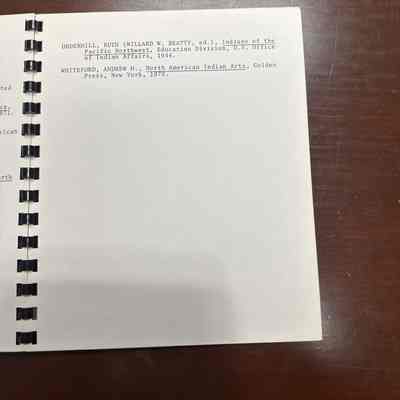 UNDERHILL, RUTH (WILLARD W. BEATTY, ed.), Indians of the
Pacific Northwest, Education Division, U.S. Office
of Indian Affairs, 1944.
WHITEFORD, ANDREW H., North American Indian Arts, Golden
Press, New York, 1970.